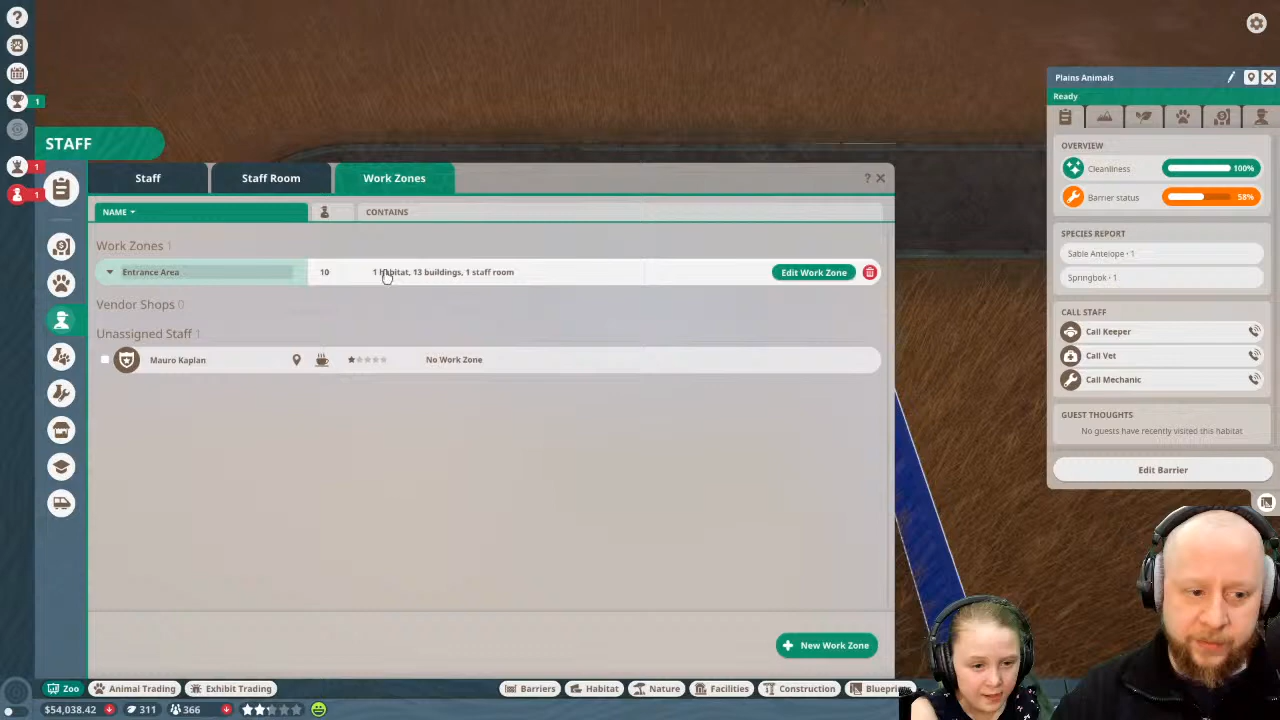 ?
1
STAFF
1
1
Staff
Staff Room
Work Zones
?
NAME
CONTAINS
Work Zones 1
Entrance Area
10
1 habitat, 13 buildings, 1 staff room
Edit Work Zone
Vendor Shops 0
Unassigned Staff 1
Mauro Kaplan
No Work Zone
New Work Zone
Plains Animals
Ready
OVERVIEW
Cleanliness
100%
Barrier status
58%
SPECIES REPORT
Sable Antelope · 1
Springbok · 1
CALL STAFF
Call Keeper
Call Vet
Call Mechanic
GUEST THOUGHTS
No guests have recently visited this habitat
Edit Barrier
Zoo
Animal Trading
Exhibit Trading
Barriers
Habitat
Nature
Facilities
Construction
$54,038.42
311
366